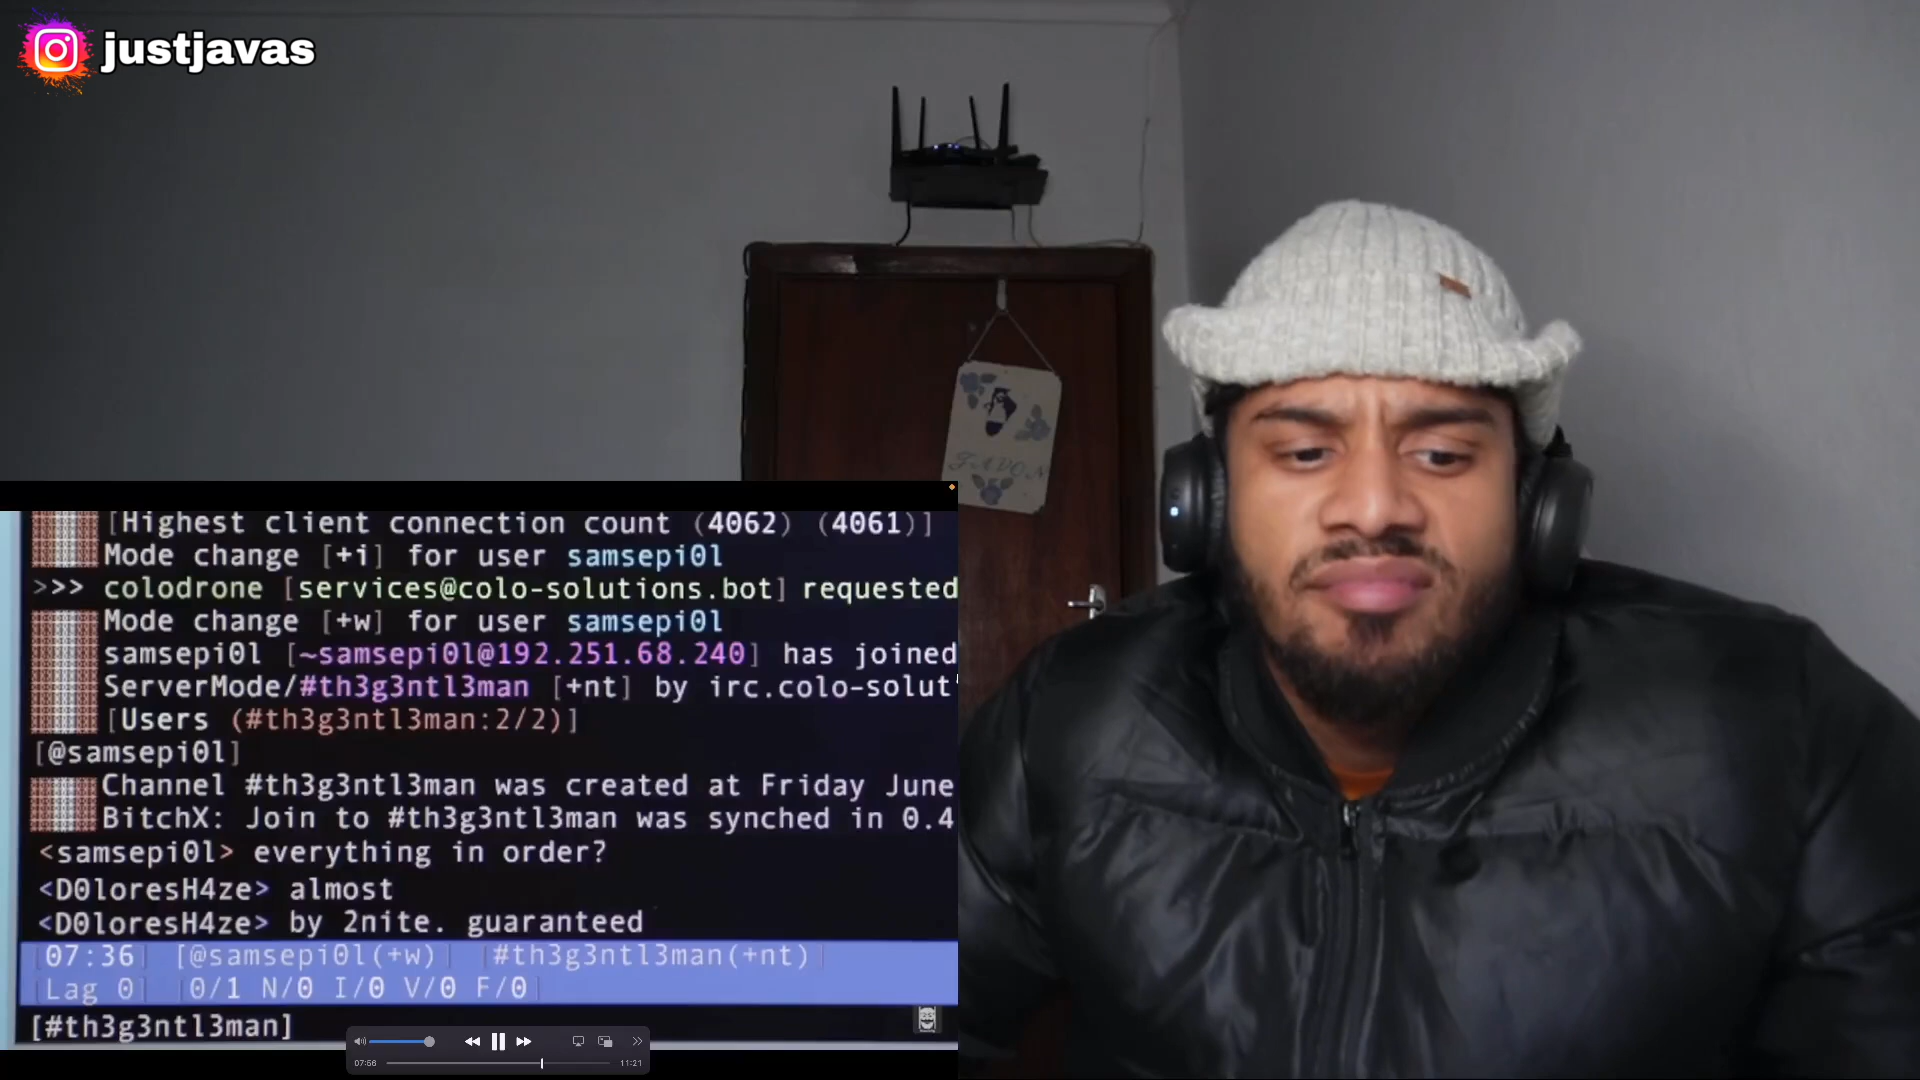 justjavas
JADON
[Highest client connection count (4062) (4061)]
Mode change [+i] for user samsepi0l
>>> colodrone [services@colo-solutions.bot] requested
Mode change [+w] for user samsepi0l
samsepi0l [~samsepi0l@192.251.68.240] has joined
ServerMode/#th3g3ntl3man [+nt] by irc.colo-solut
[Users (#th3g3ntl3man:2/2)]
[@samsepi0l]
Channel #th3g3ntl3man was created at Friday June
BitchX: Join to #th3g3ntl3man was synched in 0.4
<samsepi0l> everything in order?
<D0loresH4ze> almost
<D0loresH4ze> by 2nite. guaranteed
[07:36] [@samsepi0l(+w)] [#th3g3ntl3man(+nt)]
[Lag 0] [0/1 N/0 I/0 V/0 F/0]
[#th3g3ntl3man]
07:56 11:21